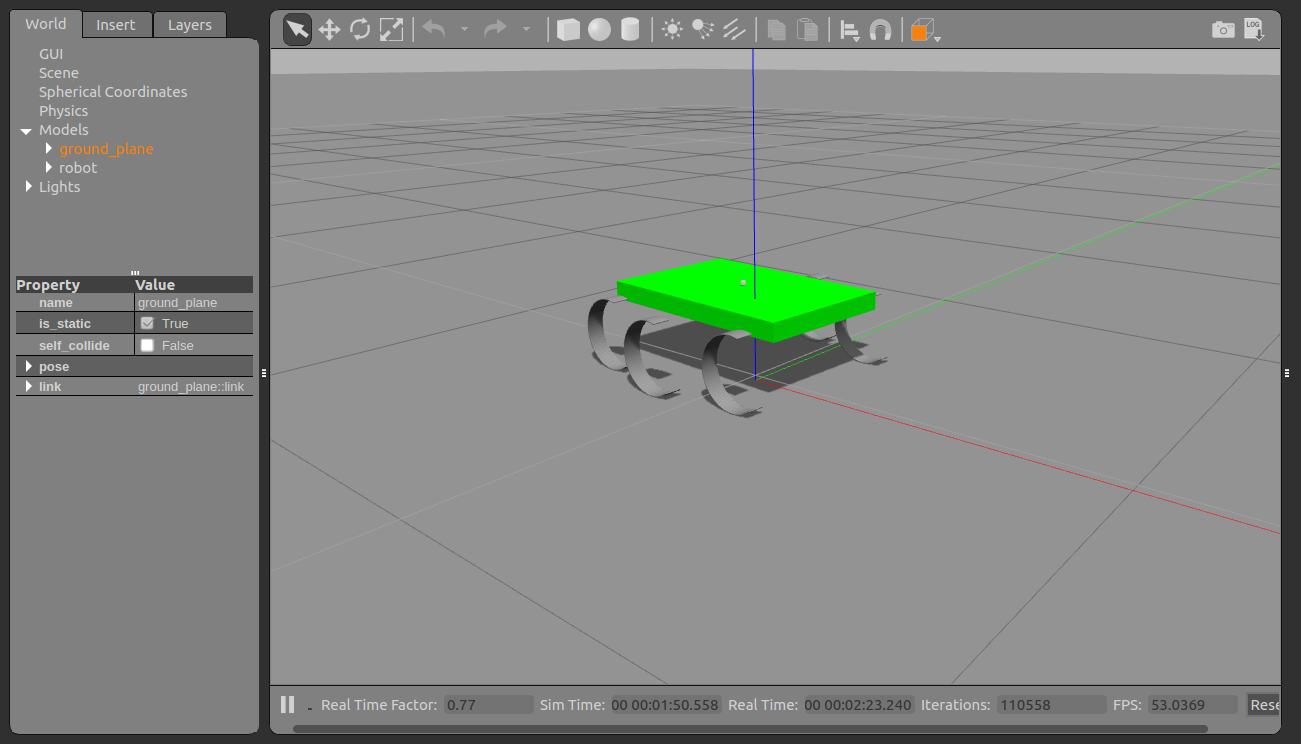 World Insert Layers
GUI
Scene
Spherical Coordinates
Physics
Models
ground_plane
robot
Lights
Property Value
name ground_plane
is_static True
self_collide False
pose
link ground_plane::link
LOG
Real Time Factor: 0.77 Sim Time: 00 00:01:50.558 Real Time: 00 00:02:23.240 Iterations: 110558 FPS: 53.0369 Rese